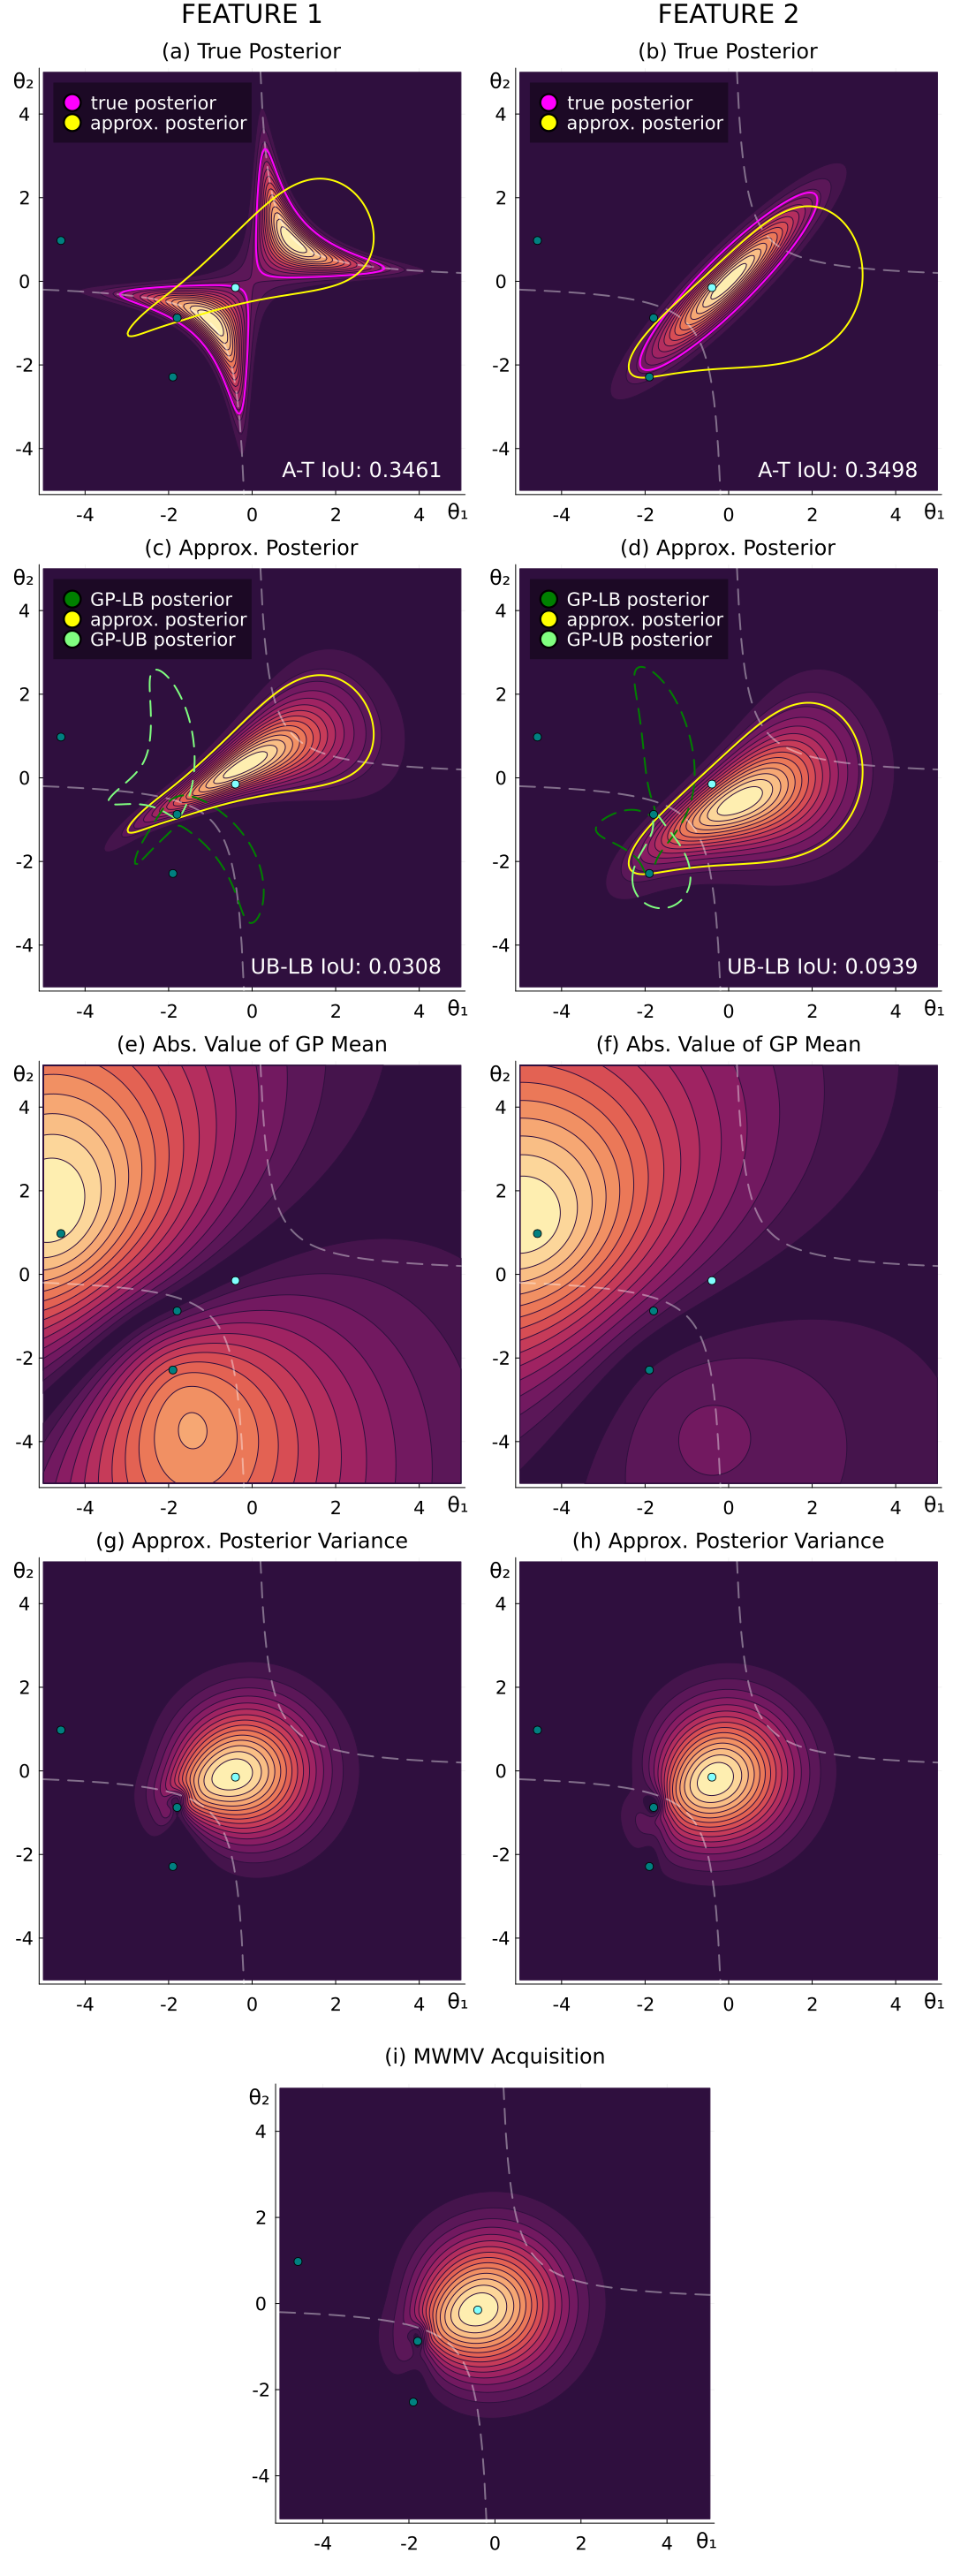 FEATURE 1
FEATURE 2
(a) True Posterior
(b) True Posterior
θ₂
4
2
0
-2
-4
true posterior
approx. posterior
A-T IoU: 0.3461
-4 -2 0 2 4 θ₁
θ₂
4
2
0
-2
-4
true posterior
approx. posterior
A-T IoU: 0.3498
-4 -2 0 2 4 θ₁
(c) Approx. Posterior
(d) Approx. Posterior
θ₂
4
2
0
-2
-4
GP-LB posterior
approx. posterior
GP-UB posterior
UB-LB IoU: 0.0308
-4 -2 0 2 4 θ₁
θ₂
4
2
0
-2
-4
GP-LB posterior
approx. posterior
GP-UB posterior
UB-LB IoU: 0.0939
-4 -2 0 2 4 θ₁
(e) Abs. Value of GP Mean
(f) Abs. Value of GP Mean
θ₂
4
2
0
-2
-4
-4 -2 0 2 4 θ₁
θ₂
4
2
0
-2
-4
-4 -2 0 2 4 θ₁
(g) Approx. Posterior Variance
(h) Approx. Posterior Variance
θ₂
4
2
0
-2
-4
-4 -2 0 2 4 θ₁
θ₂
4
2
0
-2
-4
-4 -2 0 2 4 θ₁
(i) MWMV Acquisition
θ₂
4
2
0
-2
-4
-4 -2 0 2 4 θ₁